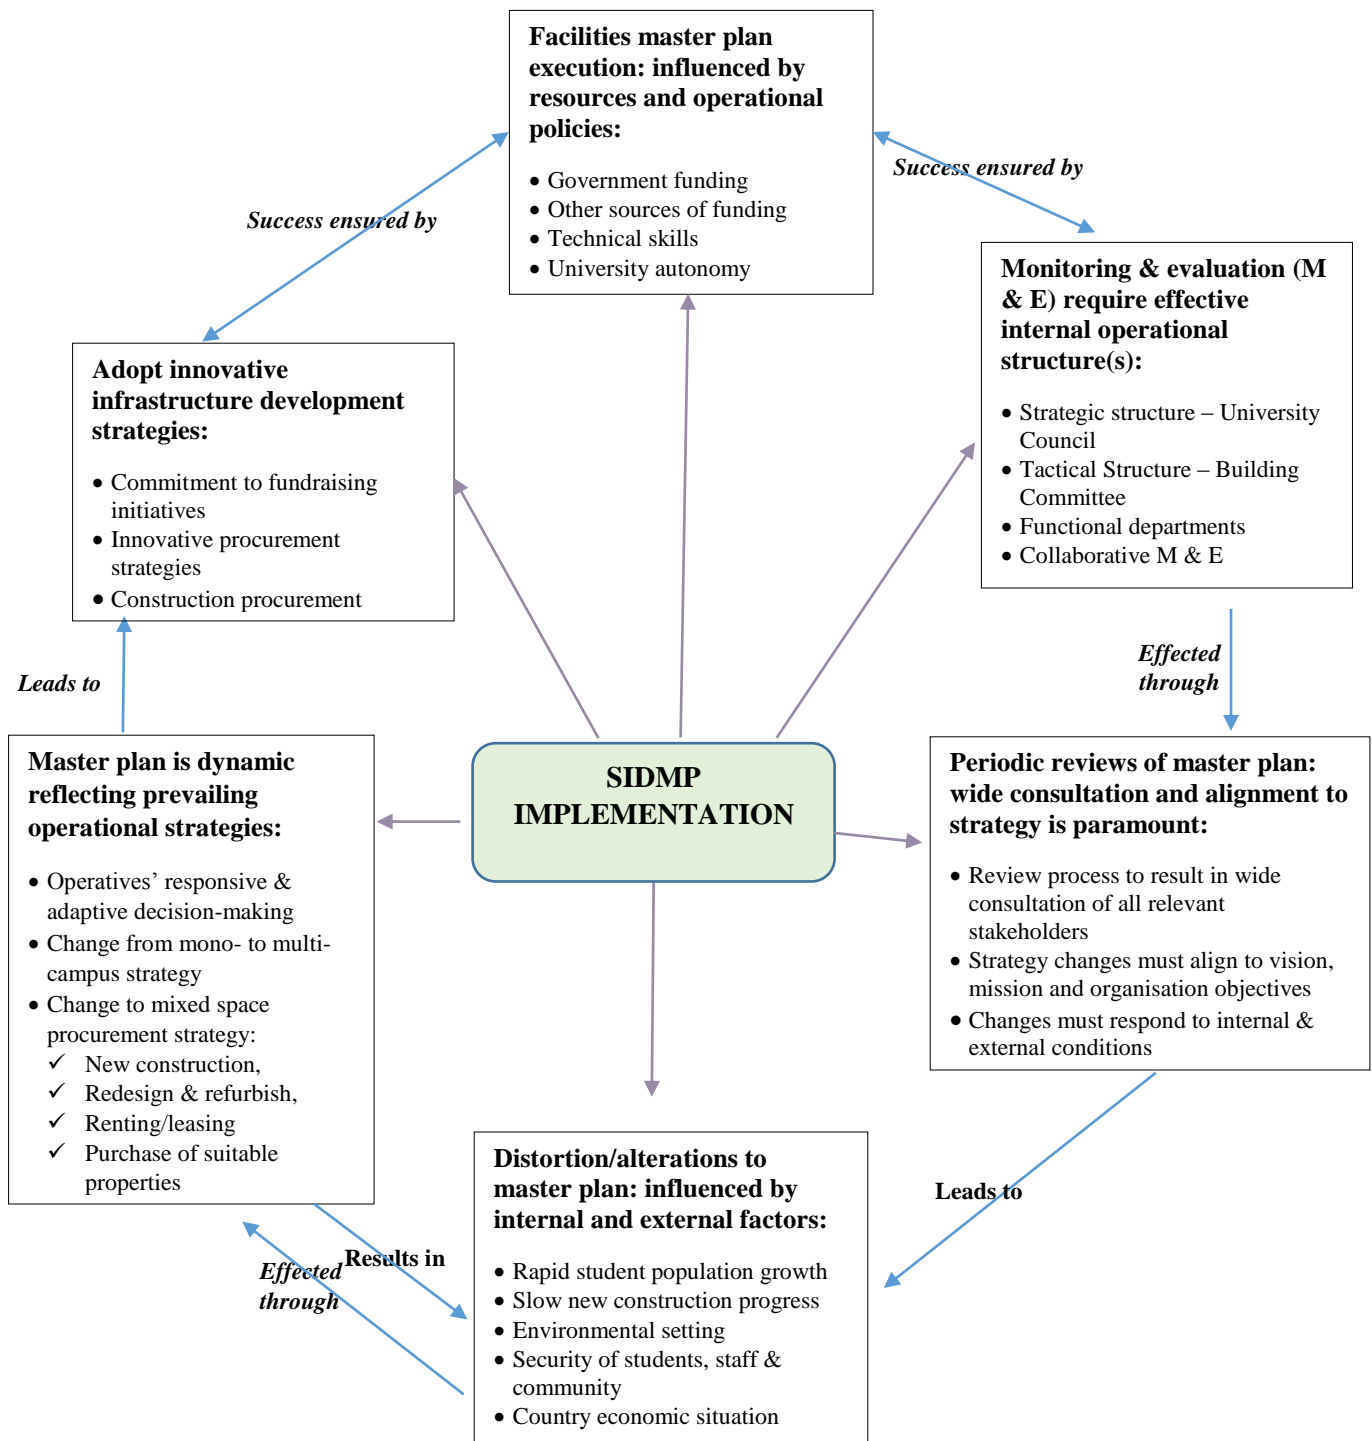 Facilities master plan
execution: influenced by
resources and operational
policies:
• Government funding
• Other sources of funding
• Technical skills
• University autonomy
Success ensured by
Success ensured by
Monitoring & evaluation (M
& E) require effective
internal operational
structure(s):
• Strategic structure – University
Council
• Tactical Structure – Building
Committee
• Functional departments
• Collaborative M & E
Adopt innovative
infrastructure development
strategies:
• Commitment to fundraising
initiatives
• Innovative procurement
strategies
• Construction procurement
Effected
through
Leads to
Master plan is dynamic
reflecting prevailing
operational strategies:
• Operatives’ responsive &
adaptive decision-making
• Change from mono- to multi-
campus strategy
• Change to mixed space
procurement strategy:
✓ New construction,
✓ Redesign & refurbish,
✓ Renting/leasing
✓ Purchase of suitable
properties
SIDMP
IMPLEMENTATION
Periodic reviews of master plan:
wide consultation and alignment to
strategy is paramount:
• Review process to result in wide
consultation of all relevant
stakeholders
• Strategy changes must align to vision,
mission and organisation objectives
• Changes must respond to internal &
external conditions
Distortion/alterations to
master plan: influenced by
internal and external factors:
• Rapid student population growth
• Slow new construction progress
• Environmental setting
• Security of students, staff &
community
• Country economic situation
Leads to
Results in
Effected
through